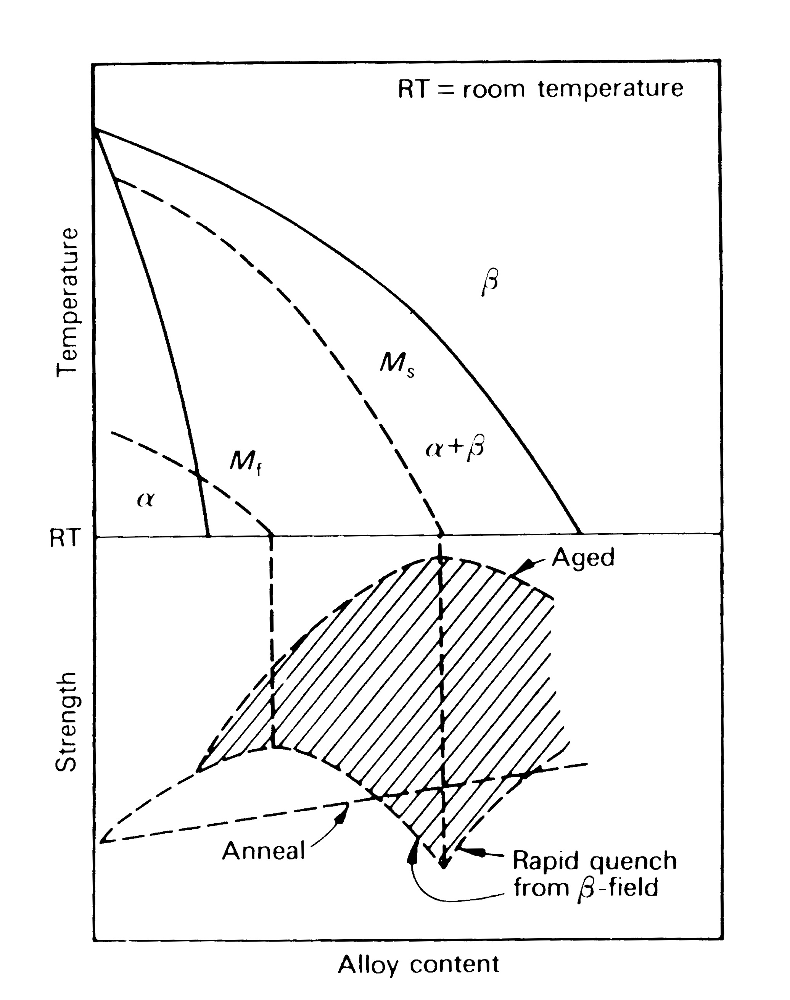 RT = room temperature
Temperature
β
Ms
α+β
Mf
α
RT
Aged
Strength
Anneal
Rapid quench
from β-field
Alloy content